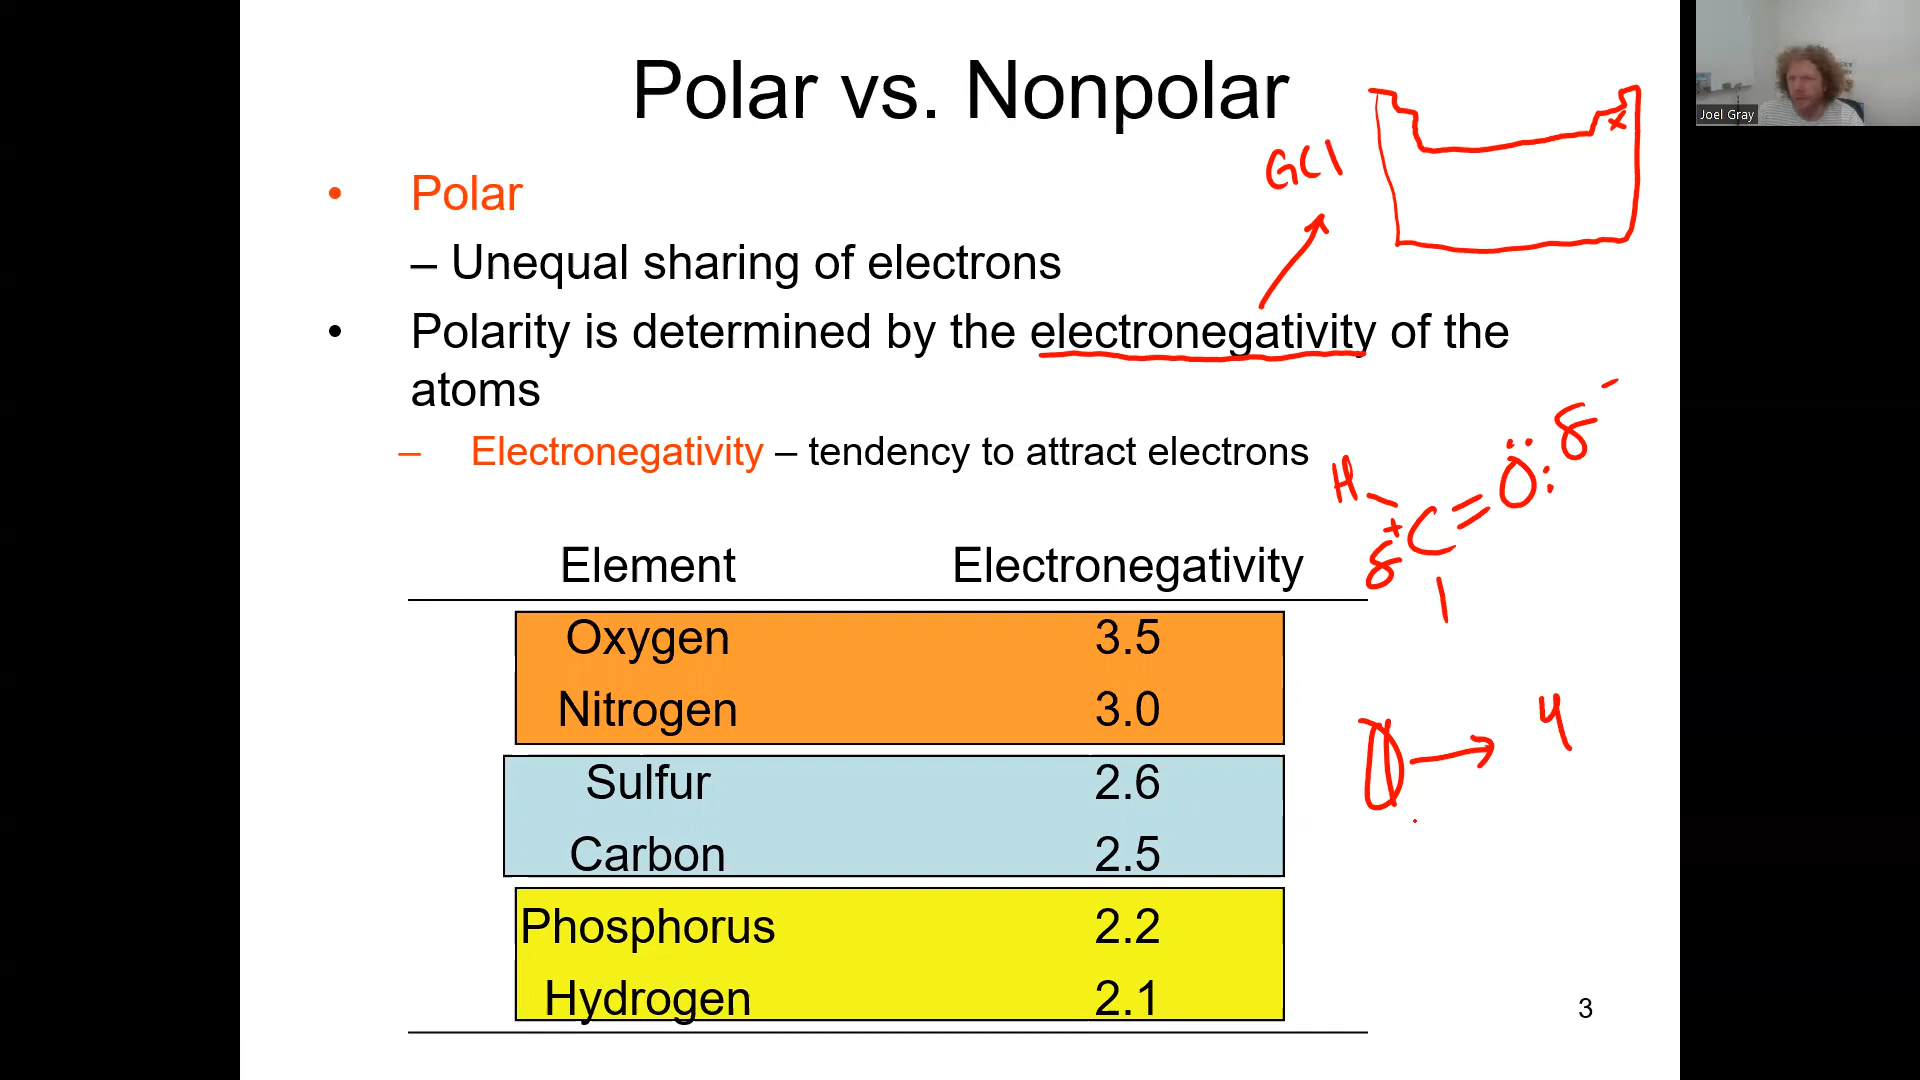 Polar vs. Nonpolar
Joel Gray
GCI
• Polar
– Unequal sharing of electrons
• Polarity is determined by the electronegativity of the
atoms
– Electronegativity – tendency to attract electrons
δ -
H
C = O
+
δ
Element Electronegativity
Oxygen 3.5
Nitrogen 3.0
0 → 4
Sulfur 2.6
Carbon 2.5
Phosphorus 2.2
Hydrogen 2.1
3